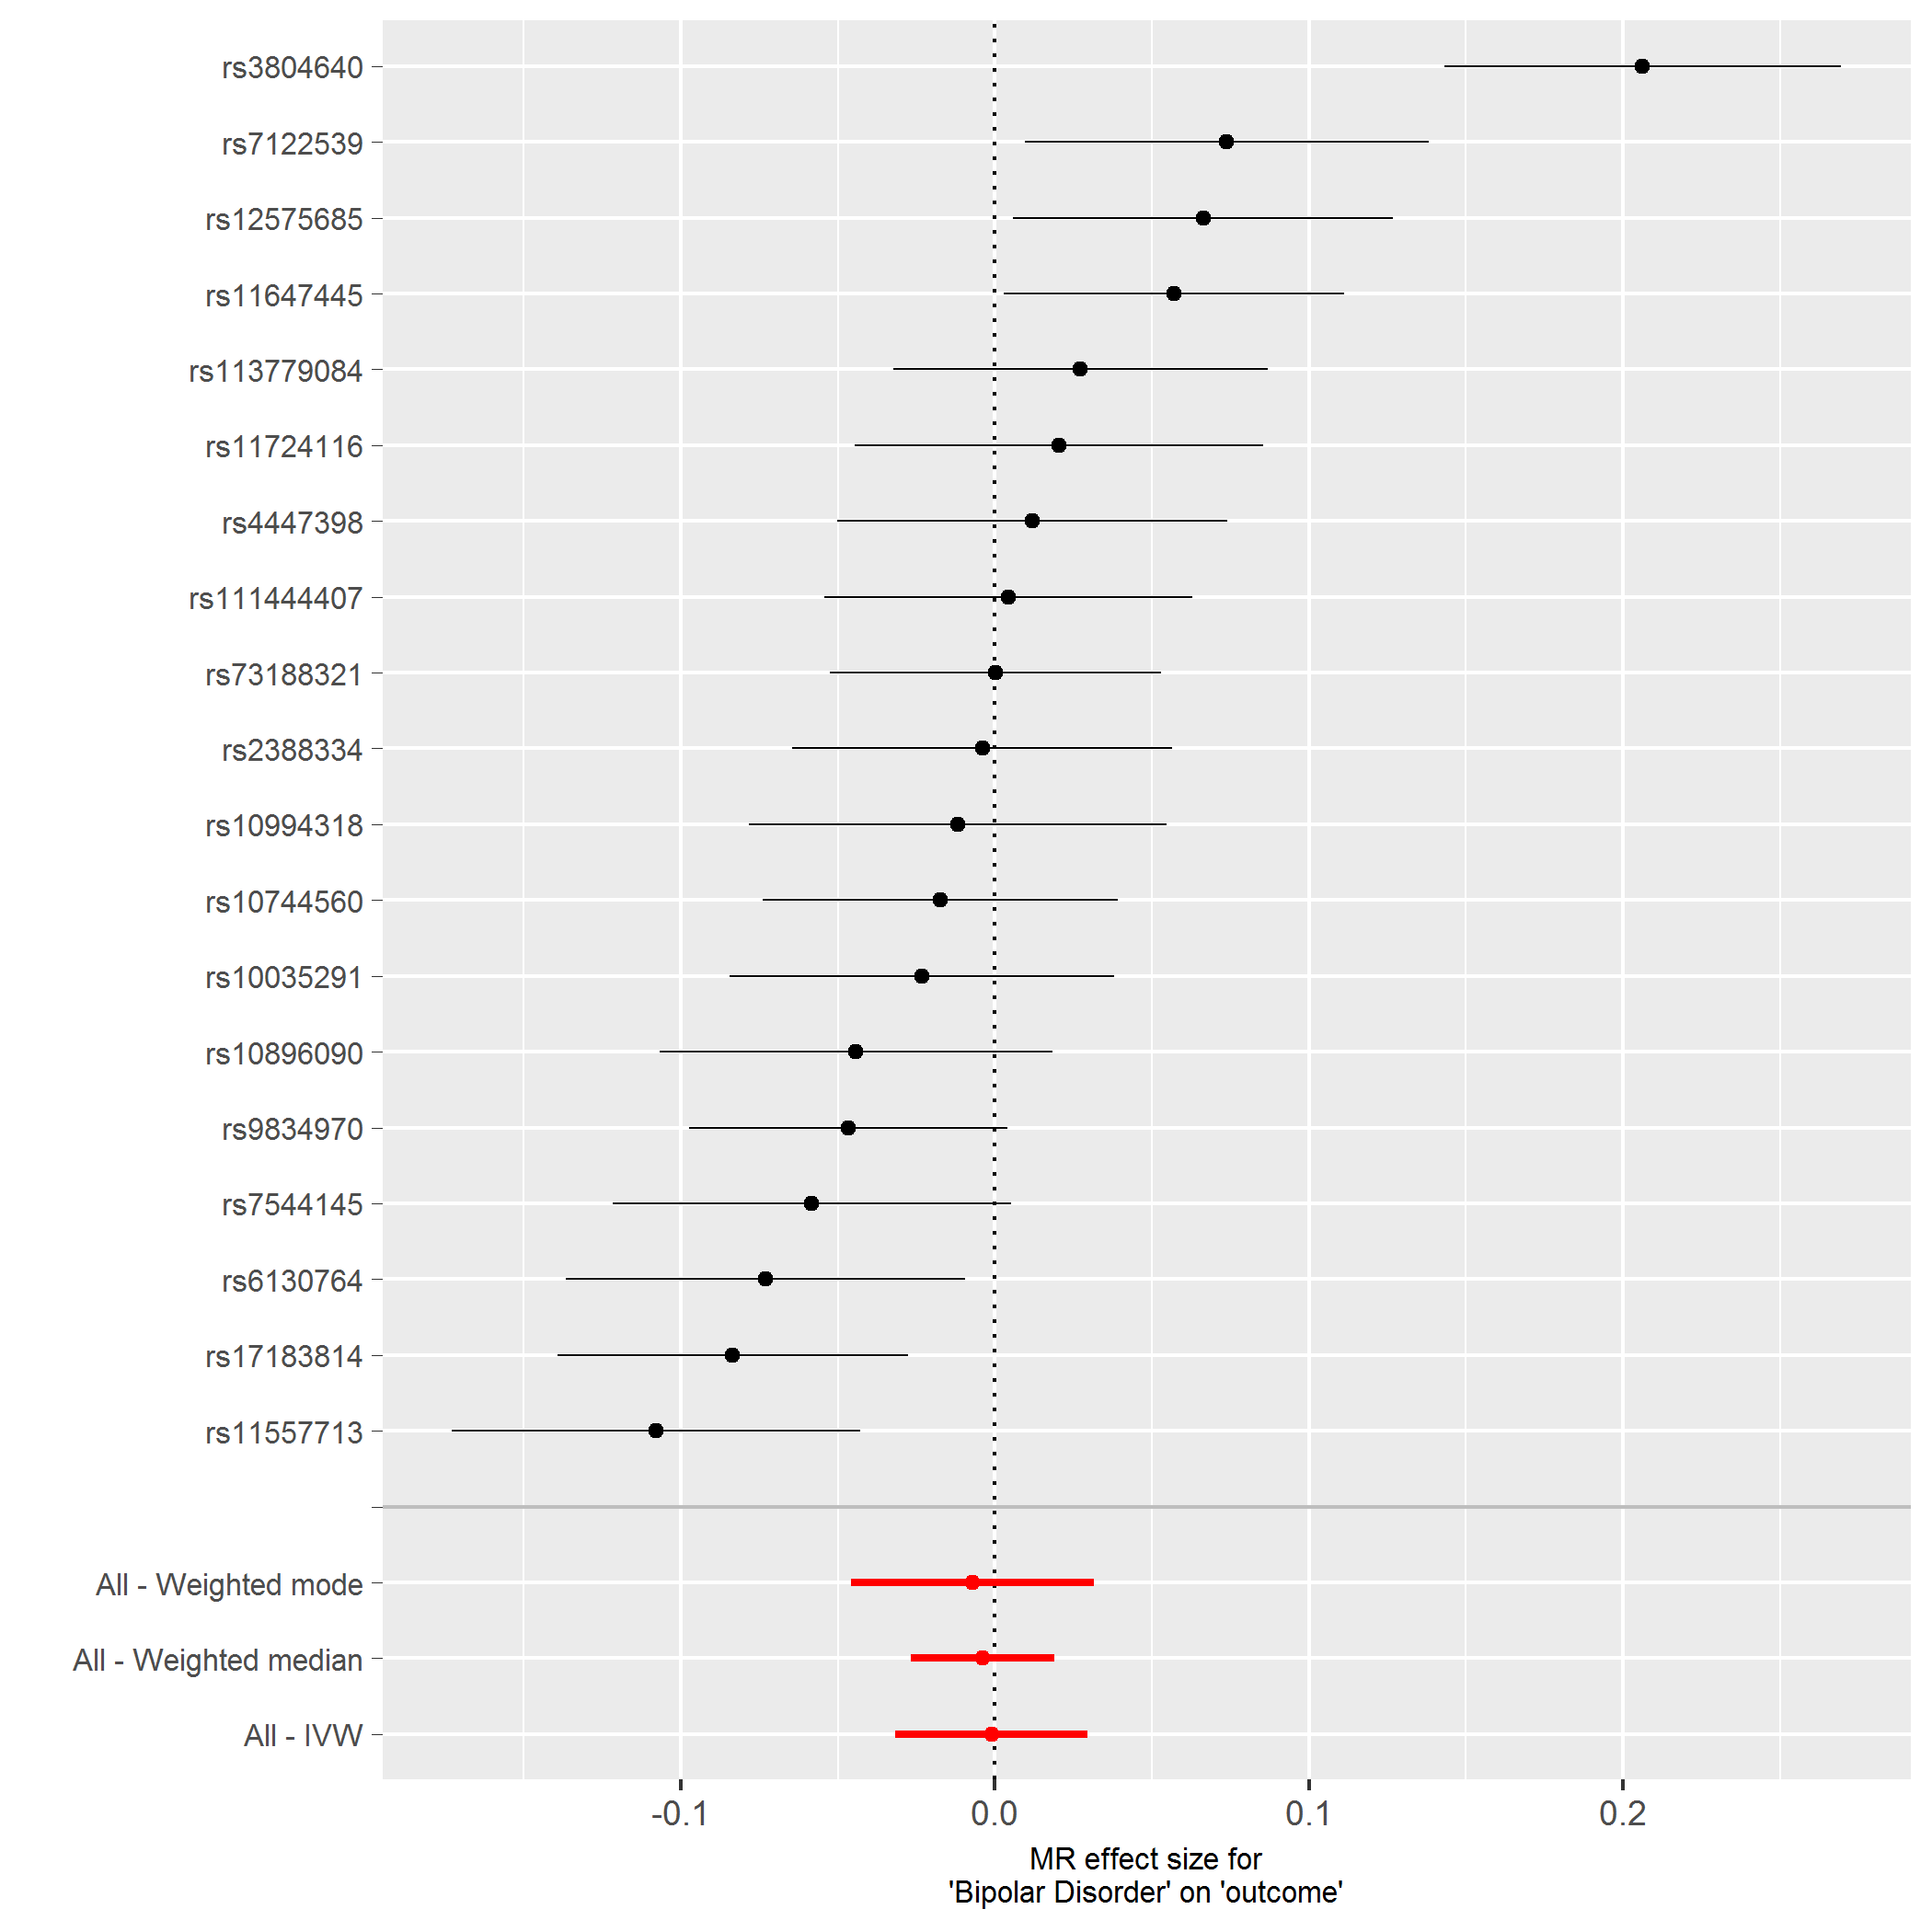 rs3804640
rs7122539
rs12575685
rs11647445
rs113779084
rs11724116
rs4447398
rs111444407
rs73188321
rs2388334
rs10994318
rs10744560
rs10035291
rs10896090
rs9834970
rs7544145
rs6130764
rs17183814
rs11557713
All - Weighted mode
All - Weighted median
All - IVW
-0.1 0.0 0.1 0.2
MR effect size for
'Bipolar Disorder' on 'outcome'